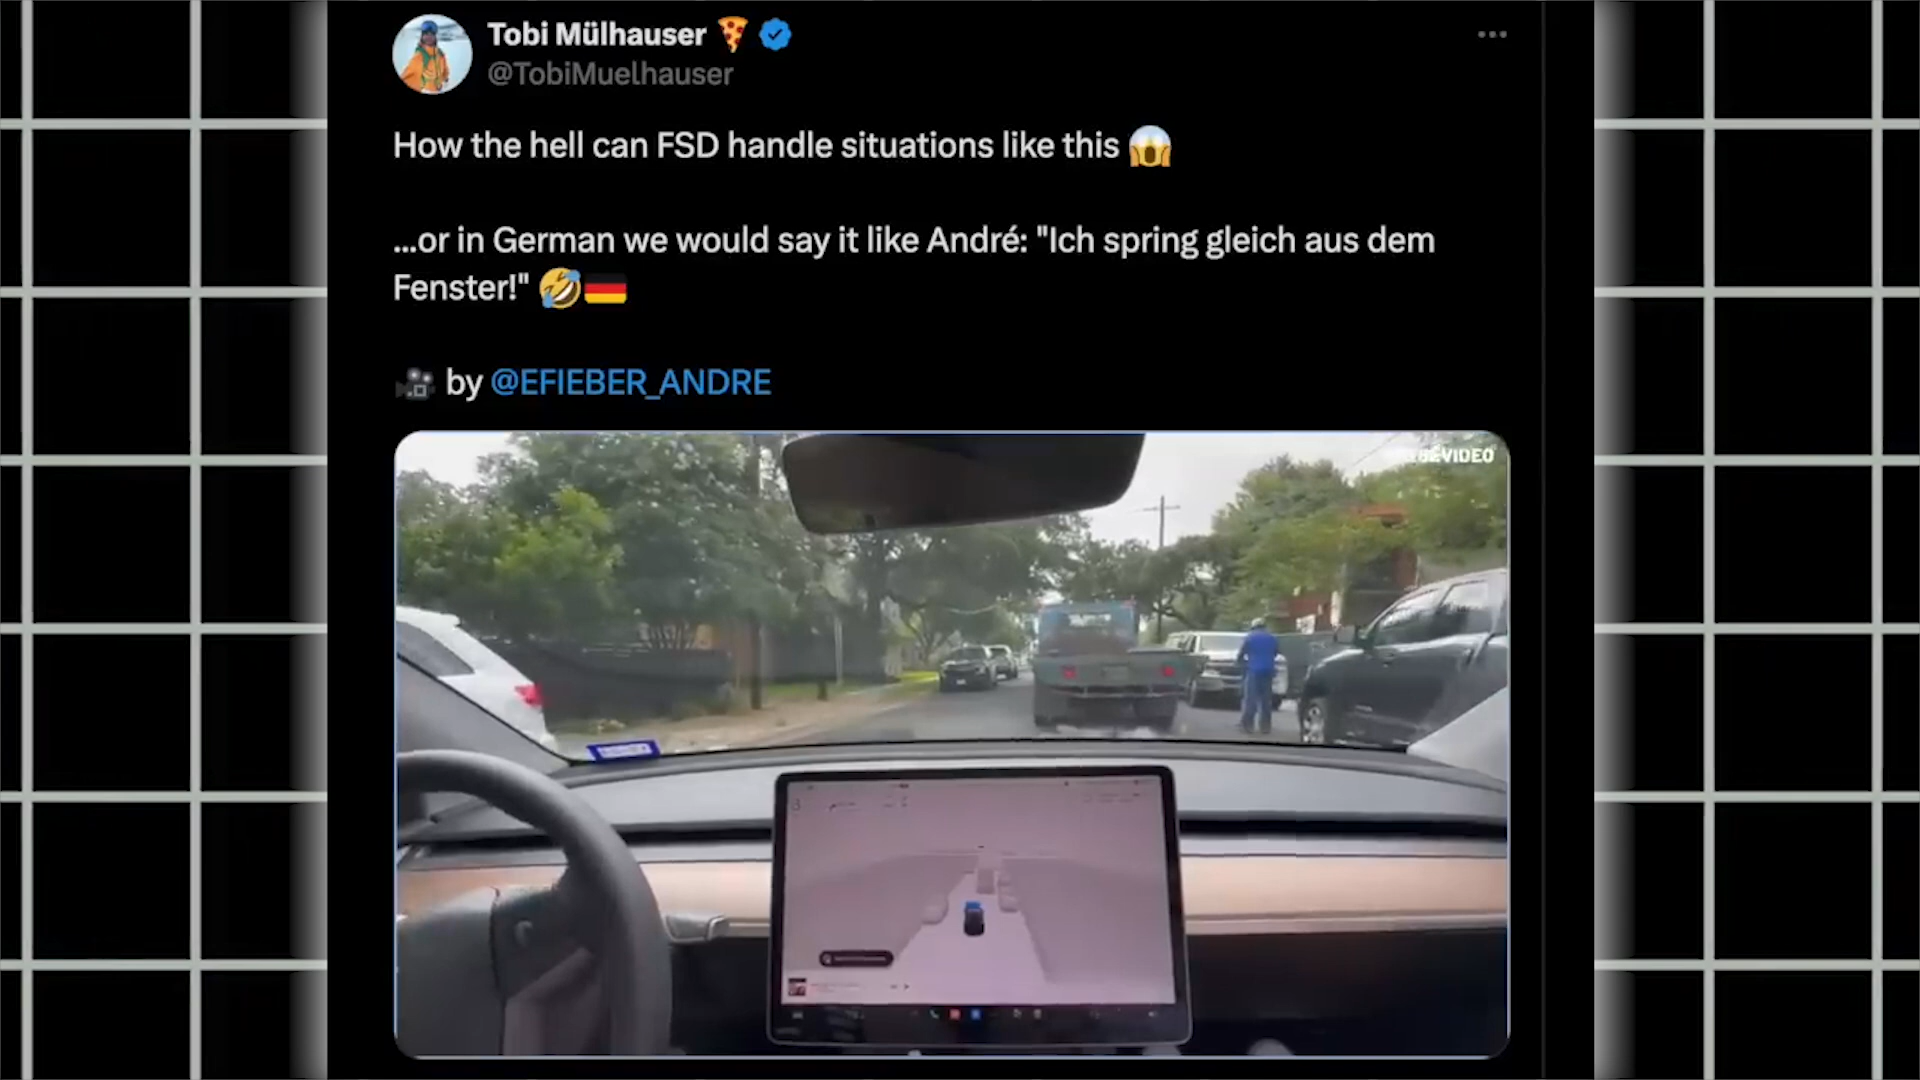 Tobi Mülhauser 🍕
@TobiMuelhauser
How the hell can FSD handle situations like this 😱
...or in German we would say it like André: "Ich spring gleich aus dem
Fenster!" 🤣🇩🇪
🎥 by @EFIEBER_ANDRE